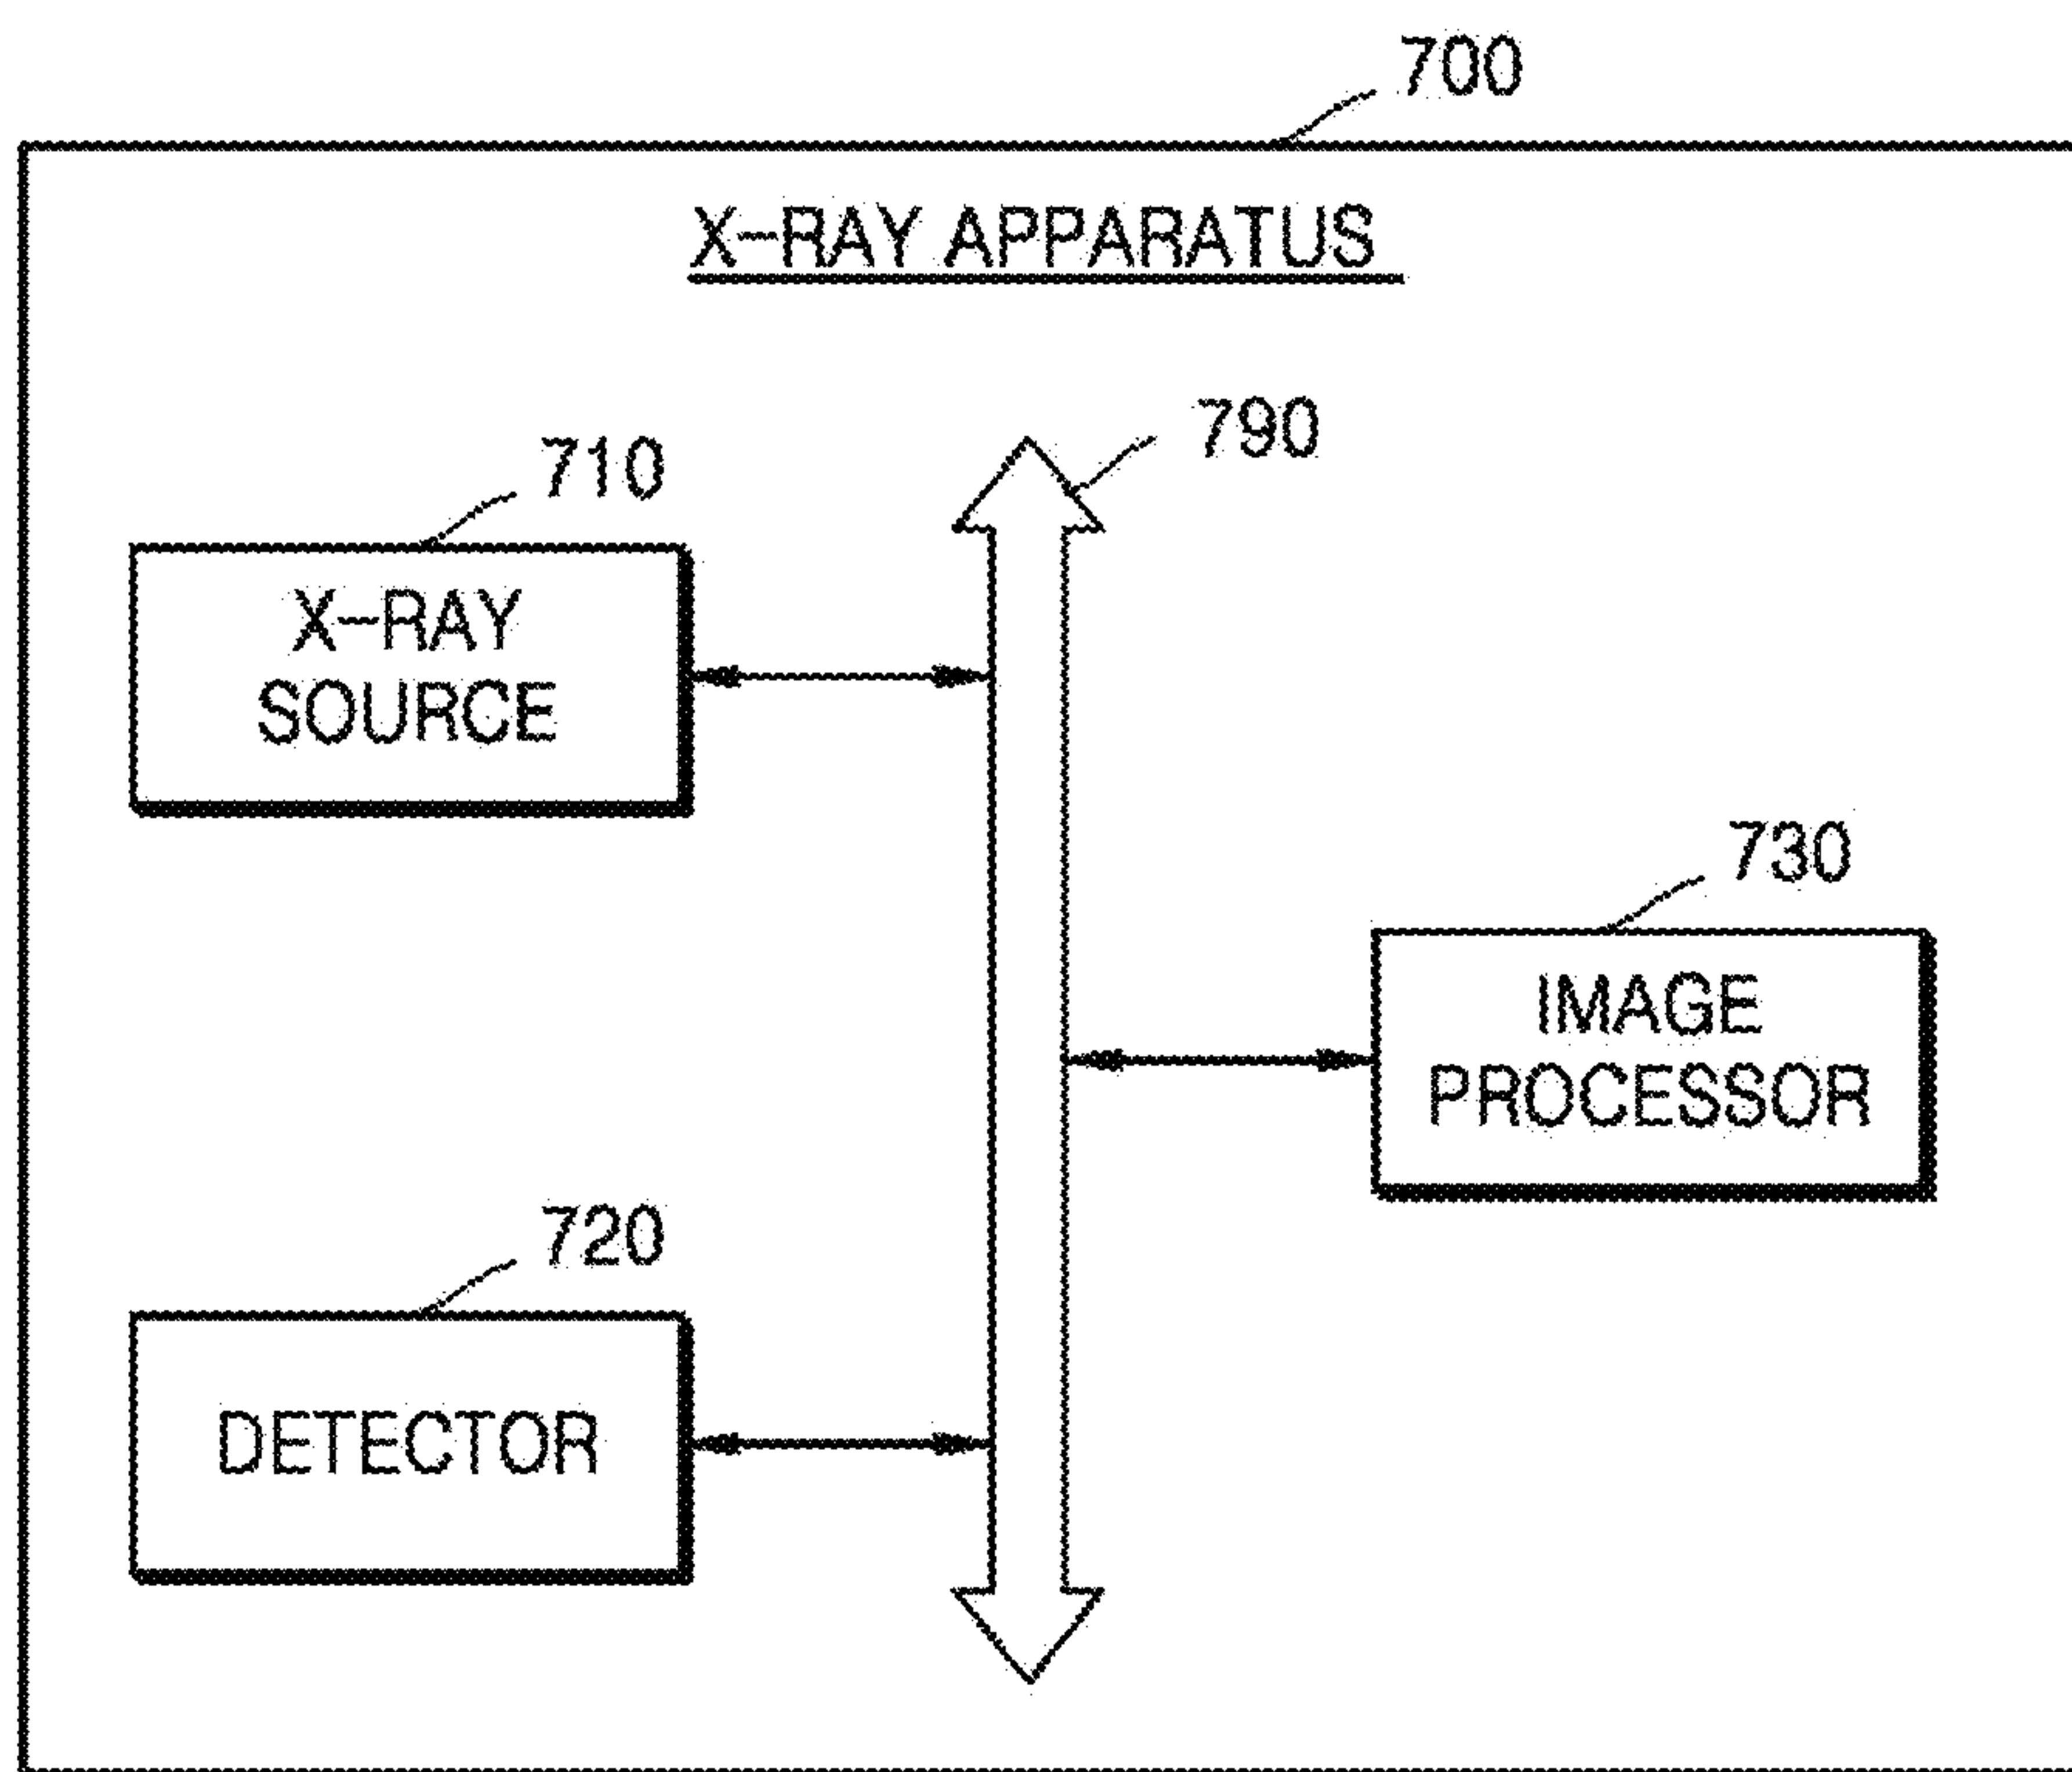 700
X-RAY APPARATUS
790
710
X-RAY
SOURCE
730
IMAGE
PROCESSOR
720
DETECTOR